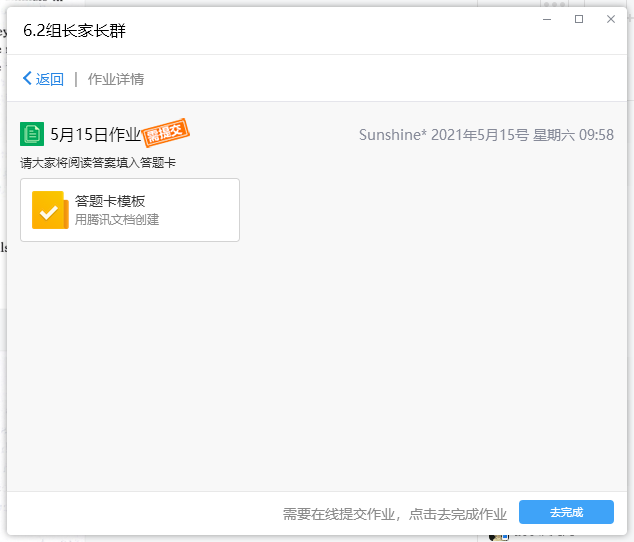 6.2组长家长群
返回 | 作业详情
5月15日作业 需提交 Sunshine* 2021年5月15号 星期六 09:58
请大家将阅读答案填入答题卡
答题卡模板
用腾讯文档创建
需要在线提交作业，点击去完成作业 去完成